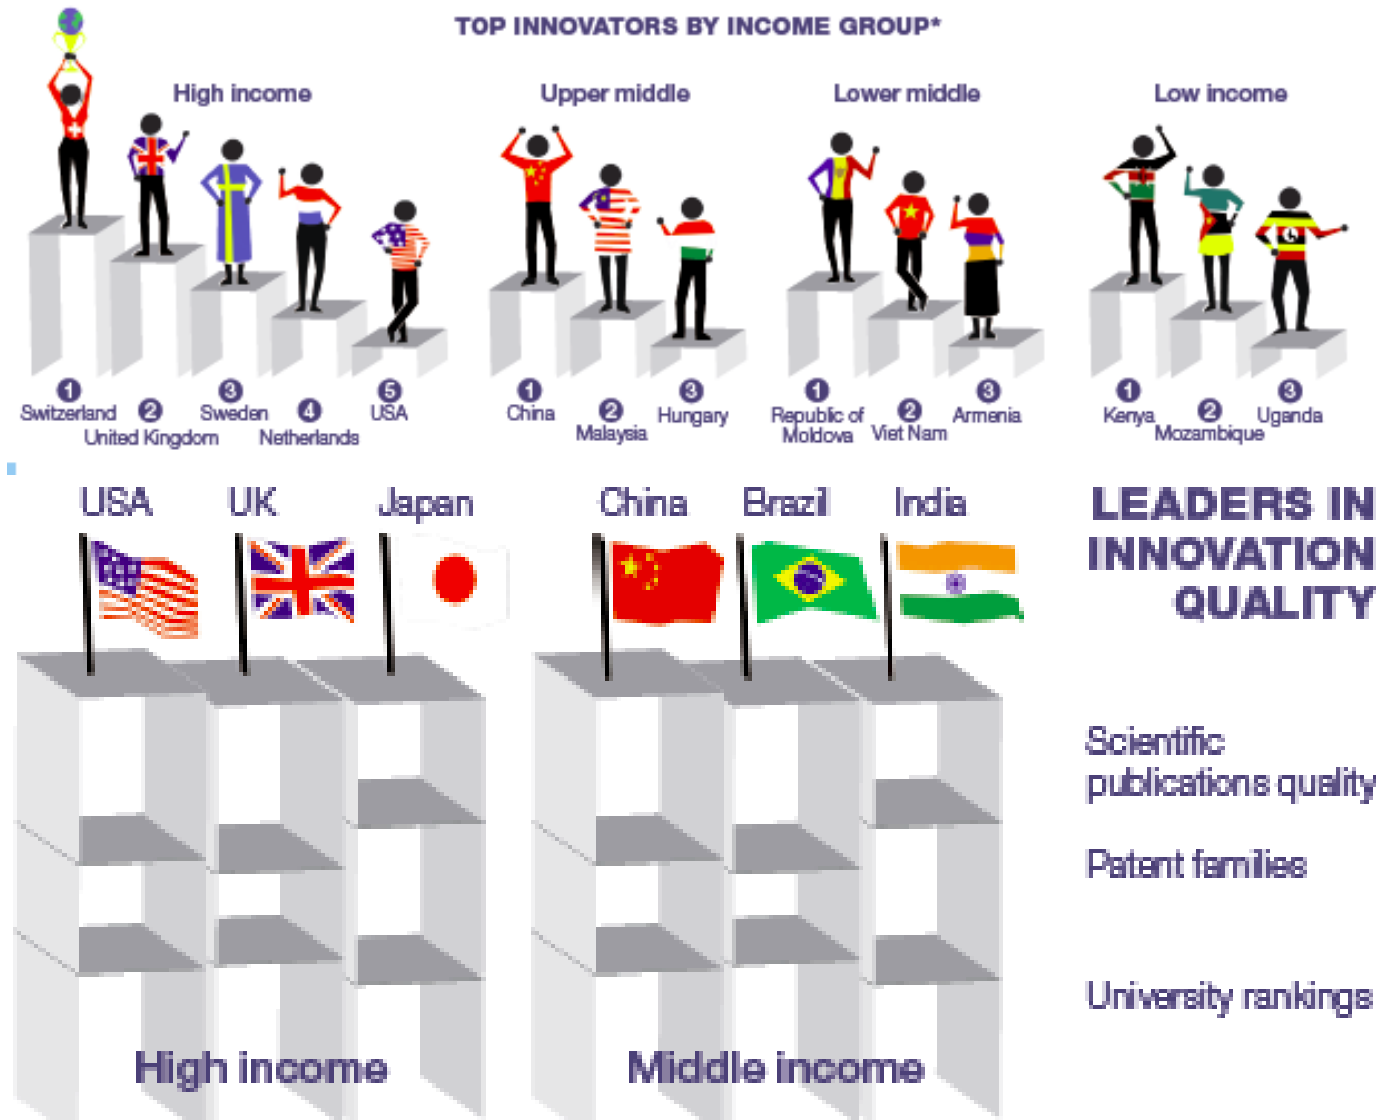 TOP INNOVATORS BY INCOME GROUP*
High income
Upper middle
Lower middle
Low income
1
Switzerland
2
United Kingdom
3
Sweden
4
Netherlands
5
USA
1
China
2
Malaysia
3
Hungary
1
Republic of
Moldova
2
Viet Nam
3
Armenia
1
Kenya
2
Mozambique
3
Uganda
USA
UK
Japan
China
Brazil
India
LEADERS IN
INNOVATION
QUALITY
Scientific
publications quality
Patent families
University rankings
High income
Middle income